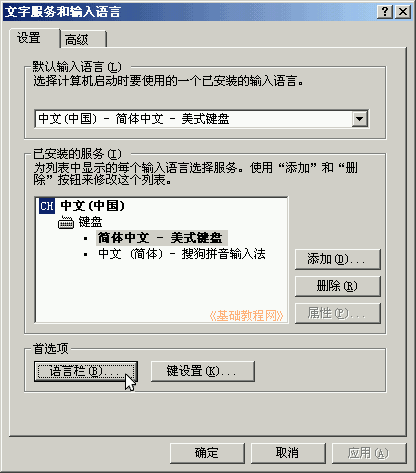 文字服务和输入语言
设置
高级
默认输入语言(L)
选择计算机启动时要使用的一个已安装的输入语言。
中文(中国) - 简体中文 - 美式键盘
已安装的服务(I)
为列表中显示的每个输入语言选择服务。使用“添加”和“删
除”按钮来修改这个列表。
CH 中文(中国)
键盘
· 简体中文 - 美式键盘
· 中文 (简体) - 搜狗拼音输入法
添加(D)...
删除(R)
《基础教程网》
属性(P)...
首选项
语言栏(B)...
键设置(K)...
确定
取消
应用(A)